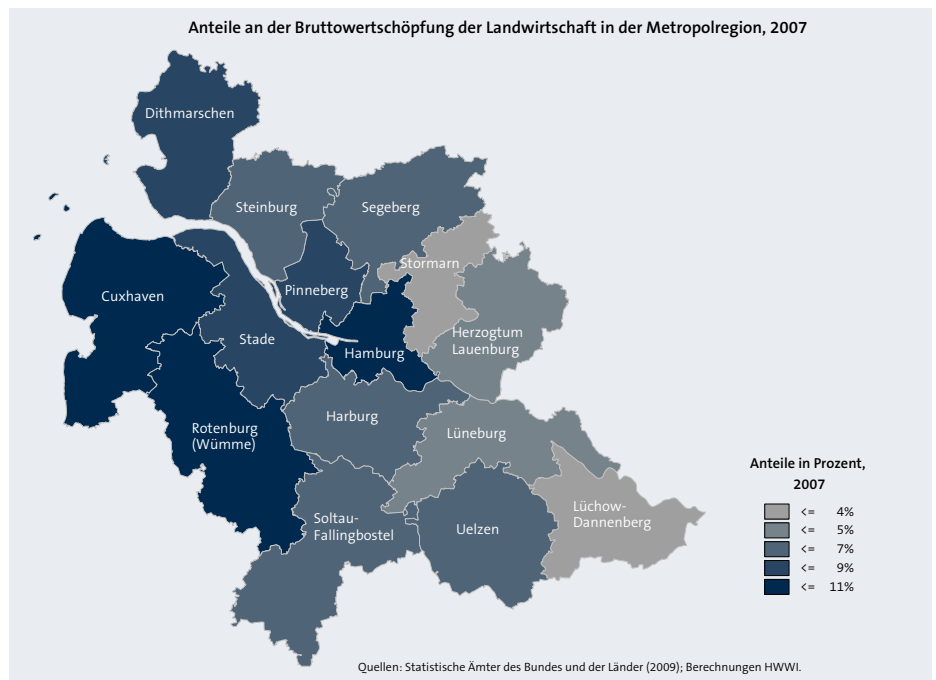 Anteile an der Bruttowertschöpfung der Landwirtschaft in der Metropolregion, 2007
Dithmarschen
Steinburg
Segeberg
Stormarn
Pinneberg
Cuxhaven
Stade
Hamburg
Herzogtum
Lauenburg
Harburg
Lüneburg
Rotenburg
(Wümme)
Soltau-
Fallingbostel
Uelzen
Lüchow-
Dannenberg
Anteile in Prozent,
2007
<= 4%
<= 5%
<= 7%
<= 9%
<= 11%
Quellen: Statistische Ämter des Bundes und der Länder (2009); Berechnungen HWWI.